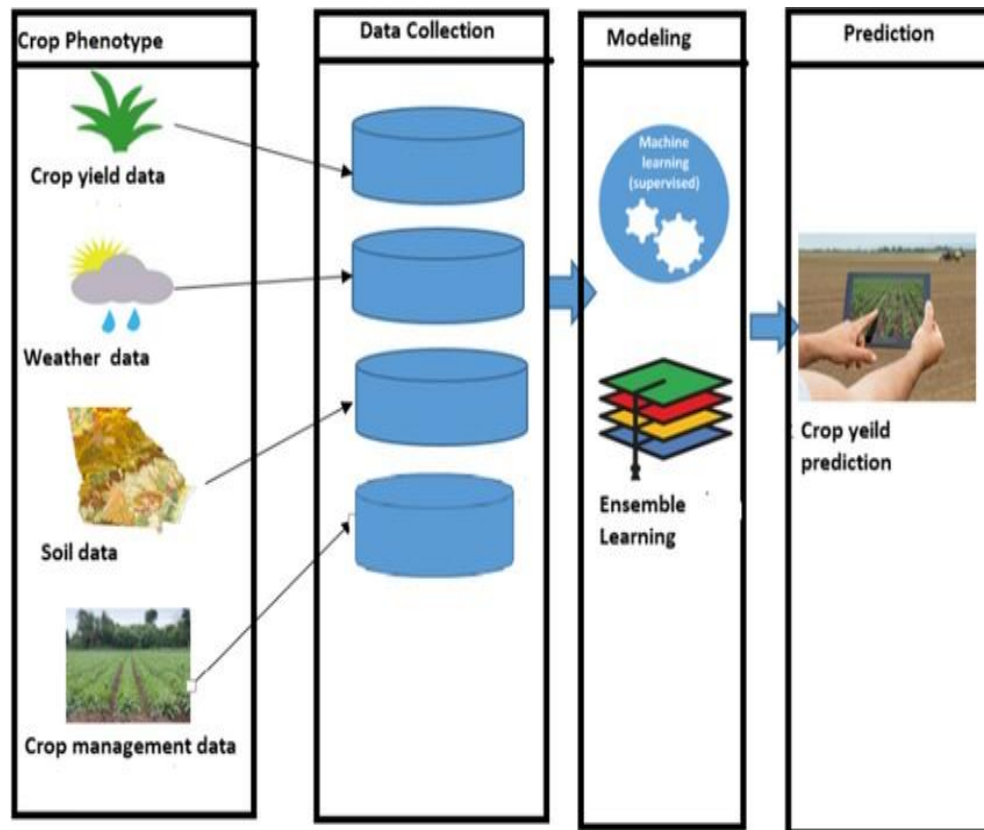 Crop Phenotype
Crop yield data
Weather data
Soil data
Crop management data
Data Collection
Modeling
Machine
learning
(supervised)
Ensemble
Learning
Prediction
Crop yeild
prediction